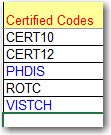 Certified Codes
CERT10
CERT12
PHDIS
ROTC
VISTCH